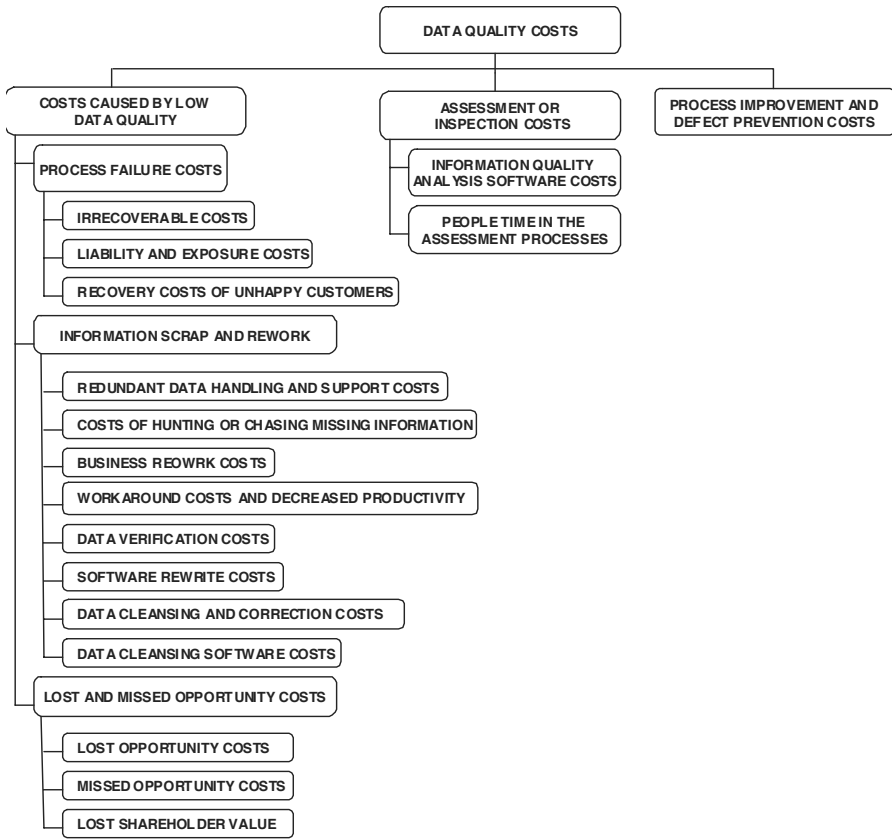 DATA QUALITY COSTS
COSTS CAUSED BY LOW
DATA QUALITY
ASSESSMENT OR
INSPECTION COSTS
PROCESS IMPROVEMENT AND
DEFECT PREVENTION COSTS
PROCESS FAILURE COSTS
INFORMATION QUALITY
ANALYSIS SOFTWARE COSTS
IRRECOVERABLE COSTS
PEOPLE TIME IN THE
ASSESSMENT PROCESSES
LIABILITY AND EXPOSURE COSTS
RECOVERY COSTS OF UNHAPPY CUSTOMERS
INFORMATION SCRAP AND REWORK
REDUNDANT DATA HANDLING AND SUPPORT COSTS
COSTS OF HUNTING OR CHASING MISSING INFORMATION
BUSINESS REOWRK COSTS
WORKAROUND COSTS AND DECREASED PRODUCTIVITY
DATA VERIFICATION COSTS
SOFTWARE REWRITE COSTS
DATA CLEANSING AND CORRECTION COSTS
DATA CLEANSING SOFTWARE COSTS
LOST AND MISSED OPPORTUNITY COSTS
LOST OPPORTUNITY COSTS
MISSED OPPORTUNITY COSTS
LOST SHAREHOLDER VALUE